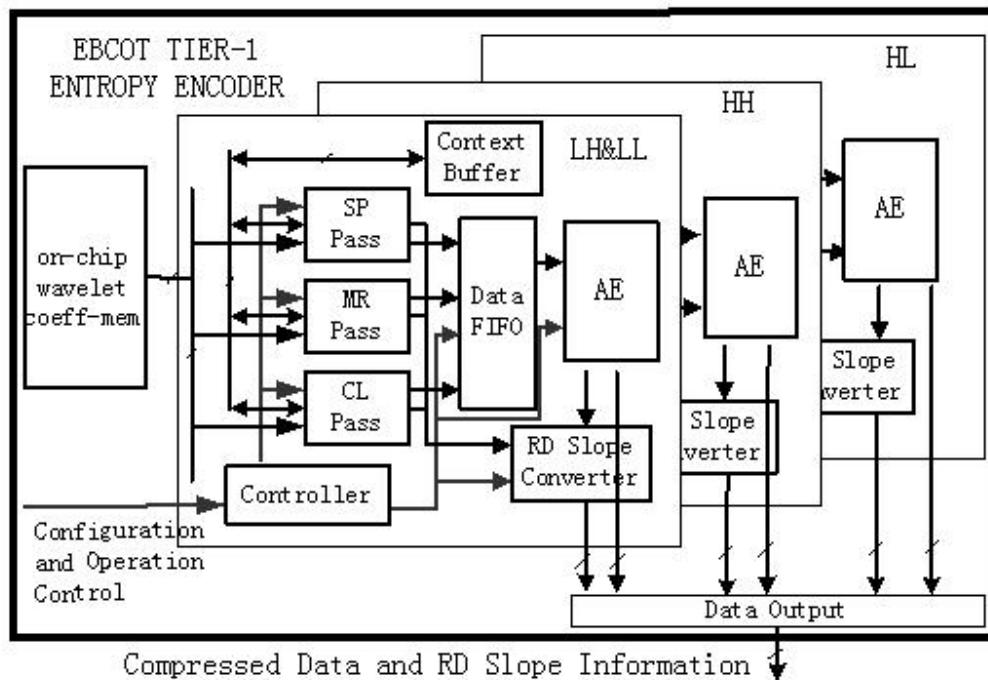 EBCOT TIER-1
ENTROPY ENCODER
HL
HH
LH&LL
Context
Buffer
on-chip
wavelet
coeff-mem
SP
Pass
MR
Pass
CL
Pass
Data
FIFO
AE
AE
AE
RD Slope
Converter
Slope
nverter
Slope
nverter
Controller
Configuration
and Operation
Control
Data Output
Compressed Data and RD Slope Information